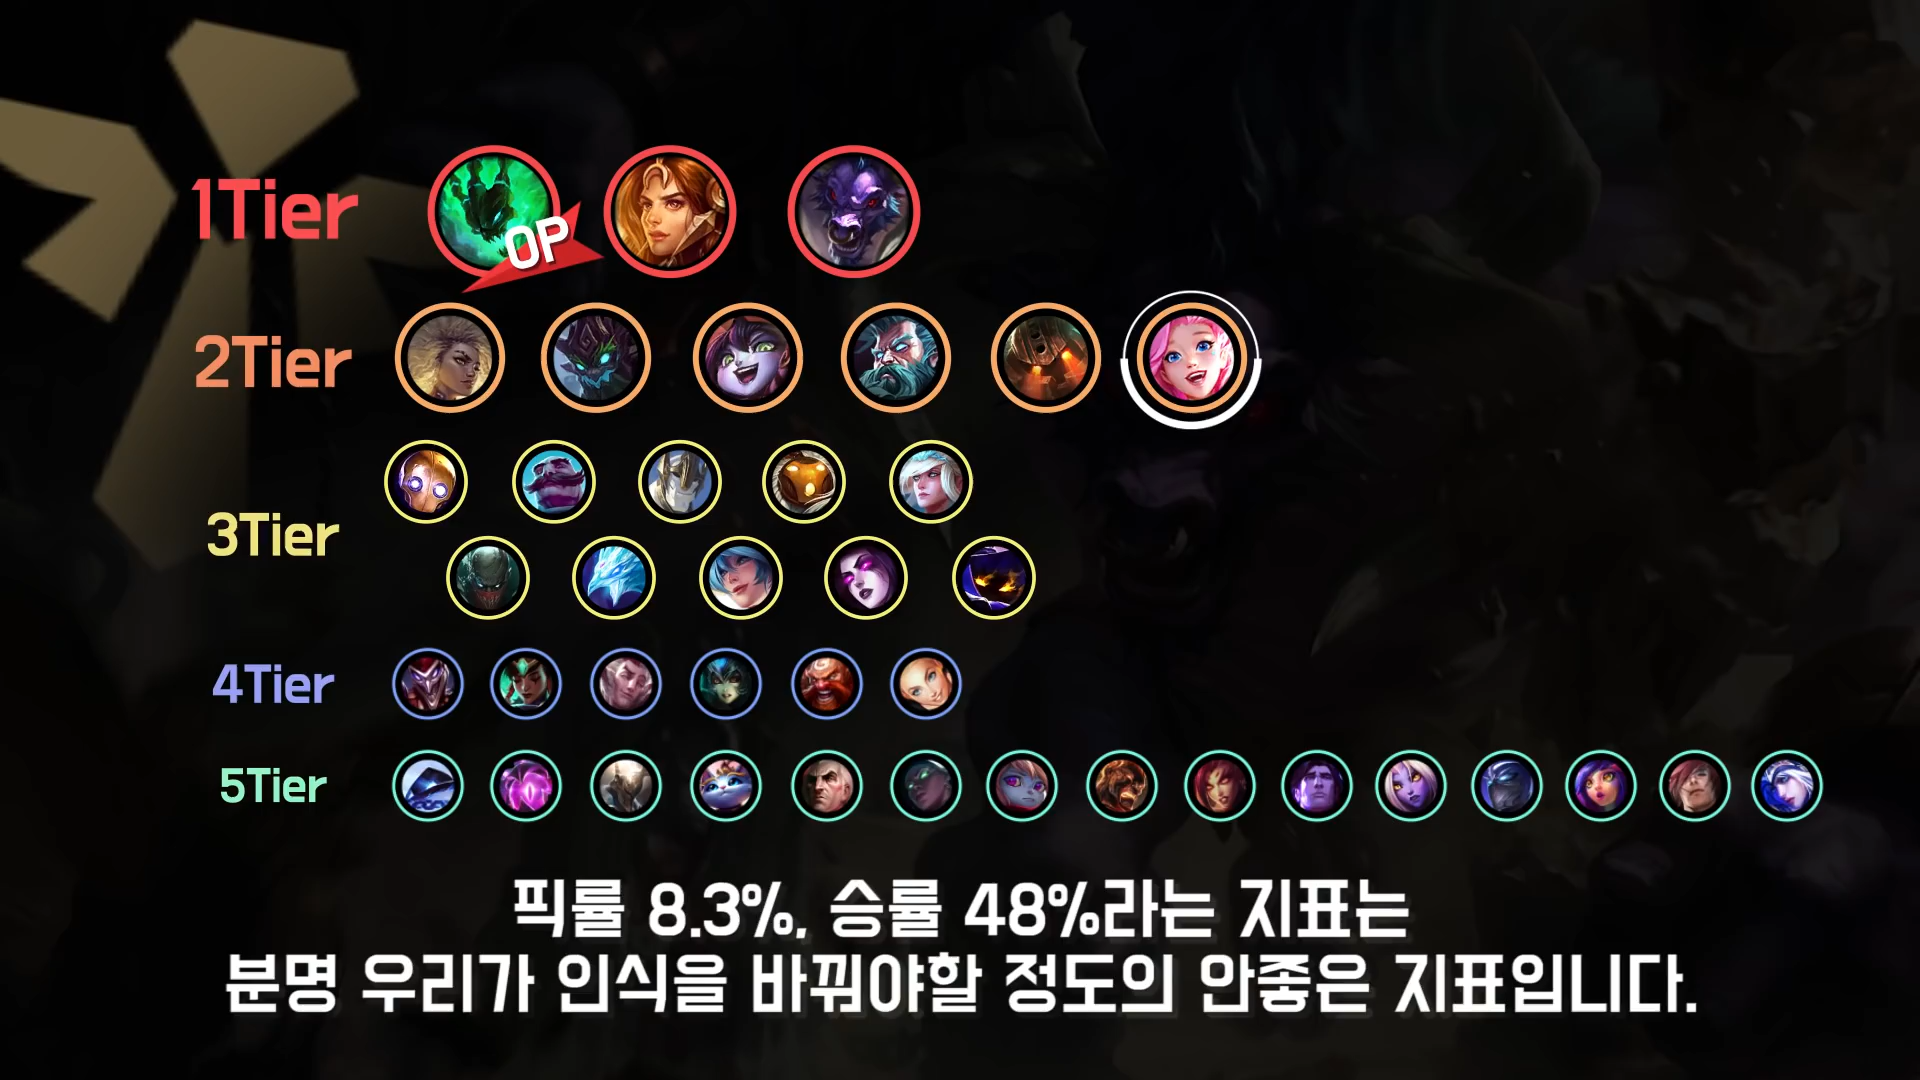 1Tier
OP
2Tier
3Tier
4Tier
5Tier
픽률 8.3%, 승률 48%라는 지표는
분명 우리가 인식을 바꿔야할 정도의 안좋은 지표입니다.